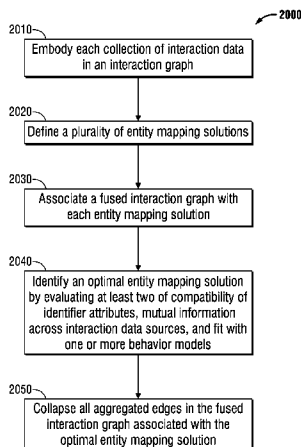 2000
2010
Embody each collection of interaction data
in an interaction graph
2020
Define a plurality of entity mapping solutions
2030
Associate a fused interaction graph with
each entity mapping solution
2040
Identify an optimal entity mapping solution
by evaluating at least two of compatibility of
identifier attributes, mutual information
across interaction data sources, and fit with
one or more behavior models
2050
Collapse all aggregated edges in the fused
interaction graph associated with the
optimal entity mapping solution